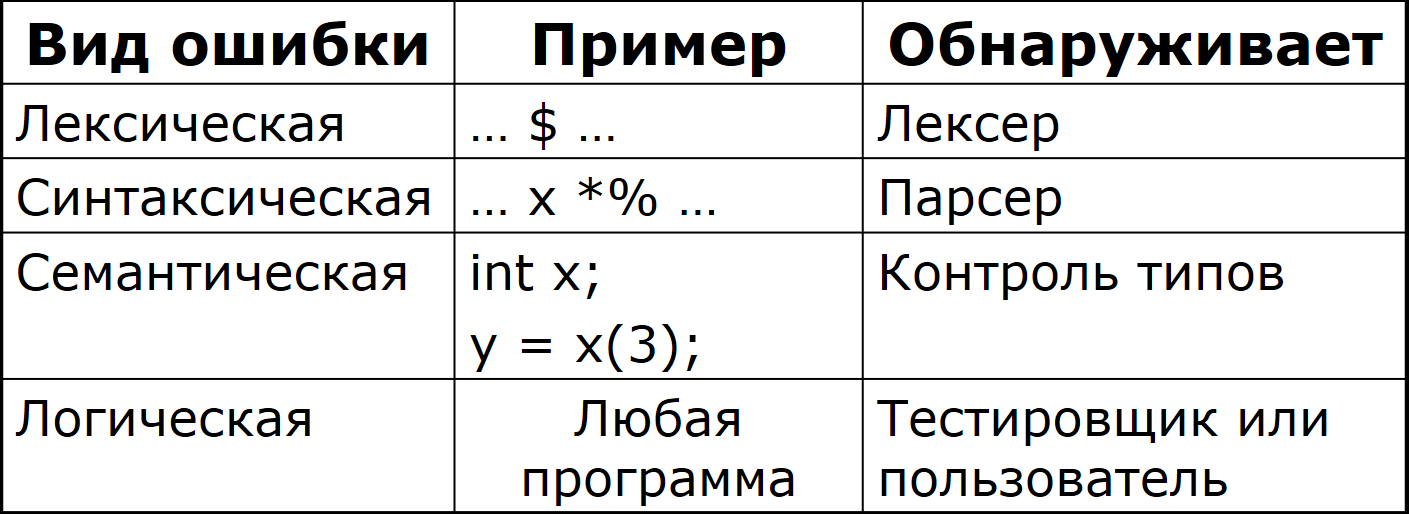 Вид ошибки Пример Обнаруживает
Лексическая … $ … Лексер
Синтаксическая … x *% … Парсер
Семантическая int x; Контроль типов
y = x(3);
Логическая Любая Тестировщик или
программа пользователь